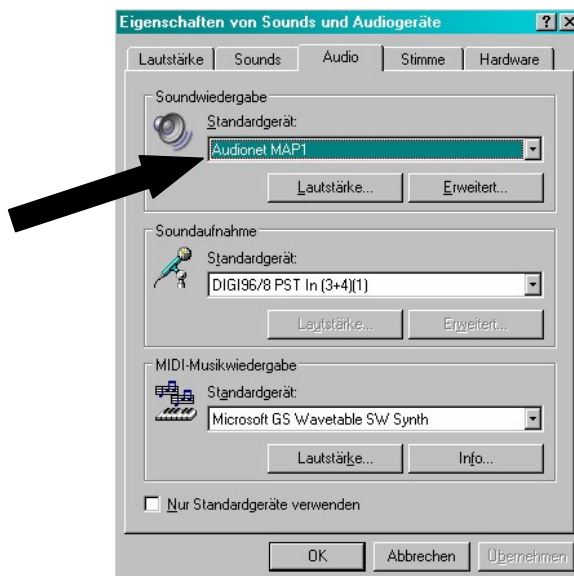 Eigenschaften von Sounds und Audiogeräte
Lautstärke Sounds Audio Stimme Hardware
Soundwiedergabe
Standardgerät:
Audionet MAP1
Lautstärke... Erweitert...
Soundaufnahme
Standardgerät:
DIGI96/8 PST In (3+4)(1)
Lautstärke... Erweitert...
MIDI-Musikwiedergabe
Standardgerät:
Microsoft GS Wavetable SW Synth
Lautstärke... Info...
Nur Standardgeräte verwenden
OK Abbrechen Übernehmen